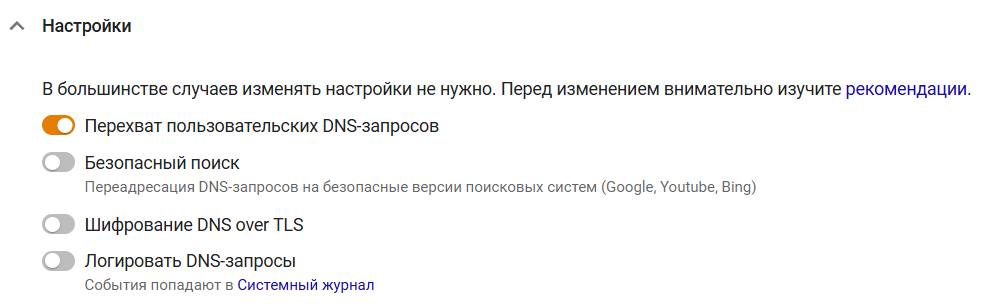 Настройки
В большинстве случаев изменять настройки не нужно. Перед изменением внимательно изучите рекомендации.
Перехват пользовательских DNS-запросов
Безопасный поиск
Переадресация DNS-запросов на безопасные версии поисковых систем (Google, Youtube, Bing)
Шифрование DNS over TLS
Логировать DNS-запросы
События попадают в Системный журнал